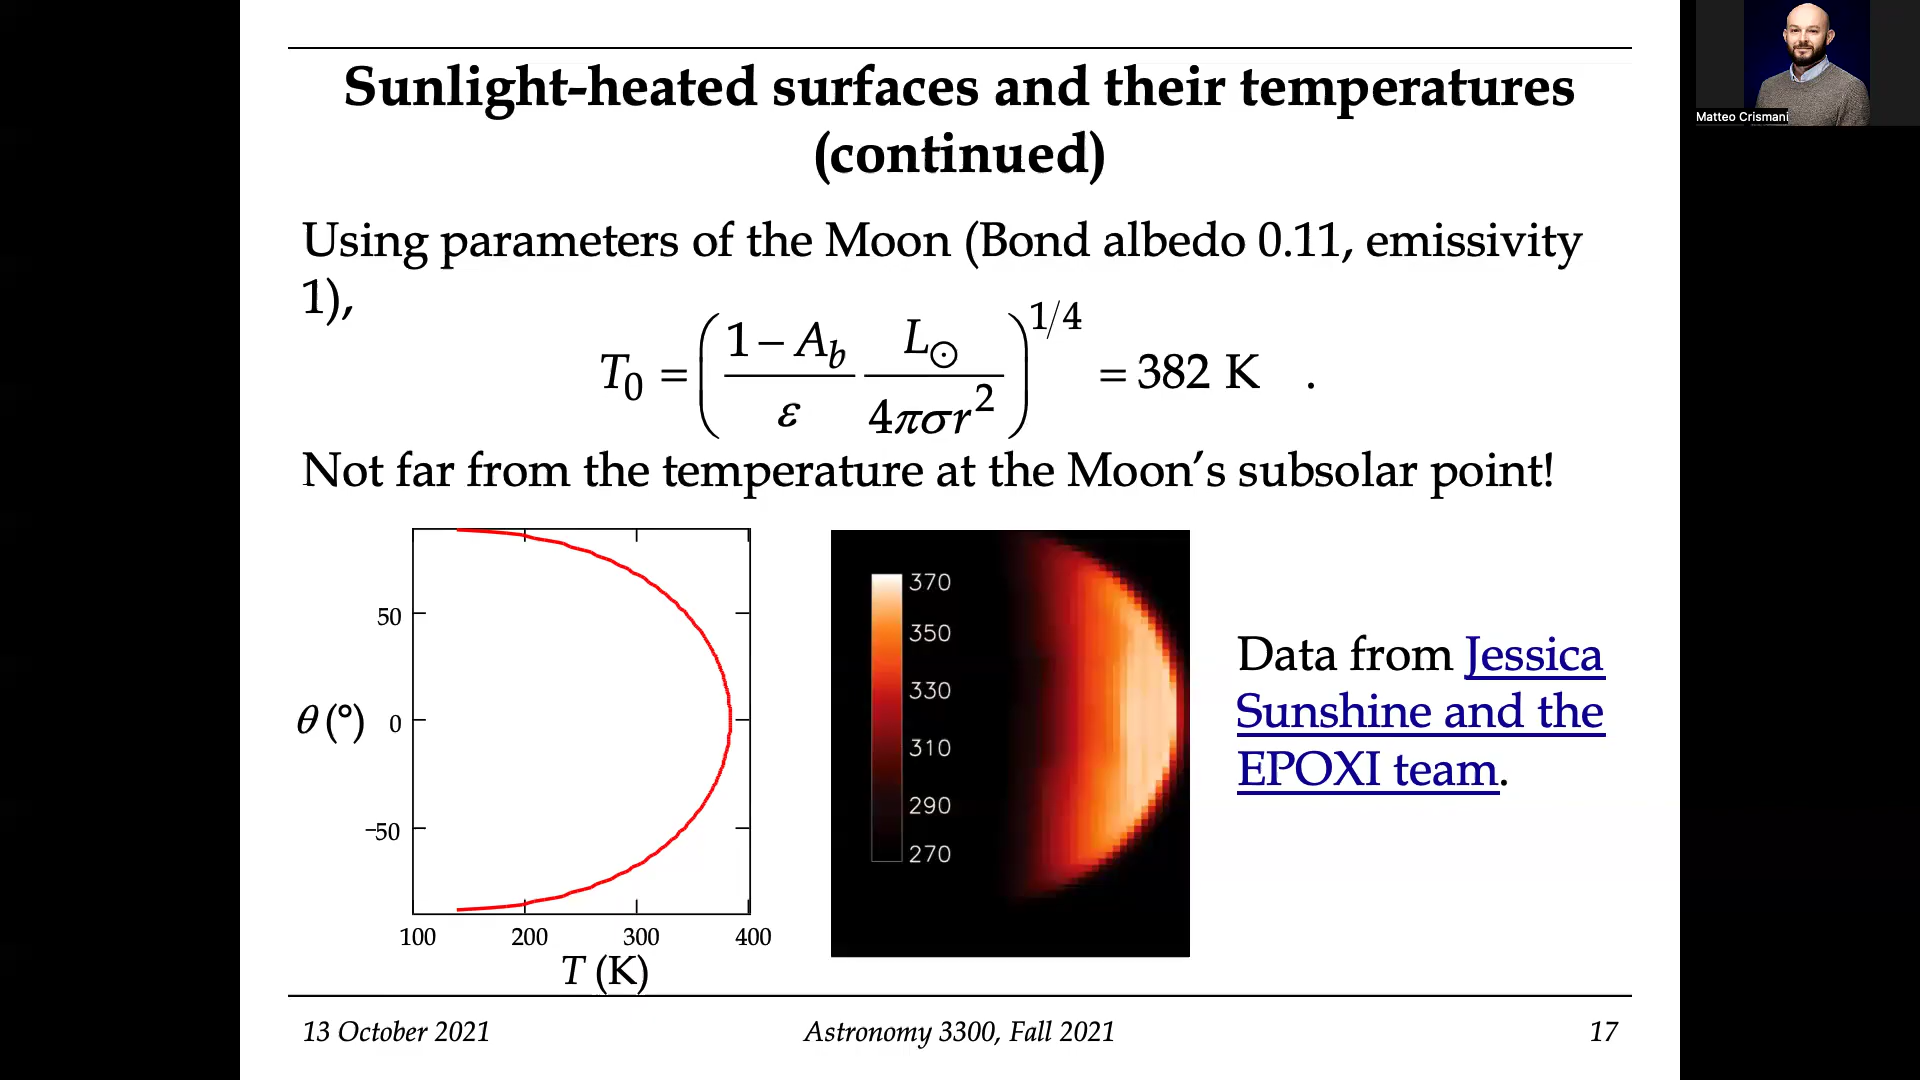 Sunlight-heated surfaces and their temperatures
(continued)
Matteo Crismani
Using parameters of the Moon (Bond albedo 0.11, emissivity
1),
T₀ = ( (1 – A_b)/ε L_⊙/(4πσr²) )^1/4 = 382 K .
Not far from the temperature at the Moon’s subsolar point!
50
θ (°) 0
−50
100 200 300 400
T (K)
370
350
330
310
290
270
Data from Jessica
Sunshine and the
EPOXI team.
13 October 2021 Astronomy 3300, Fall 2021 17